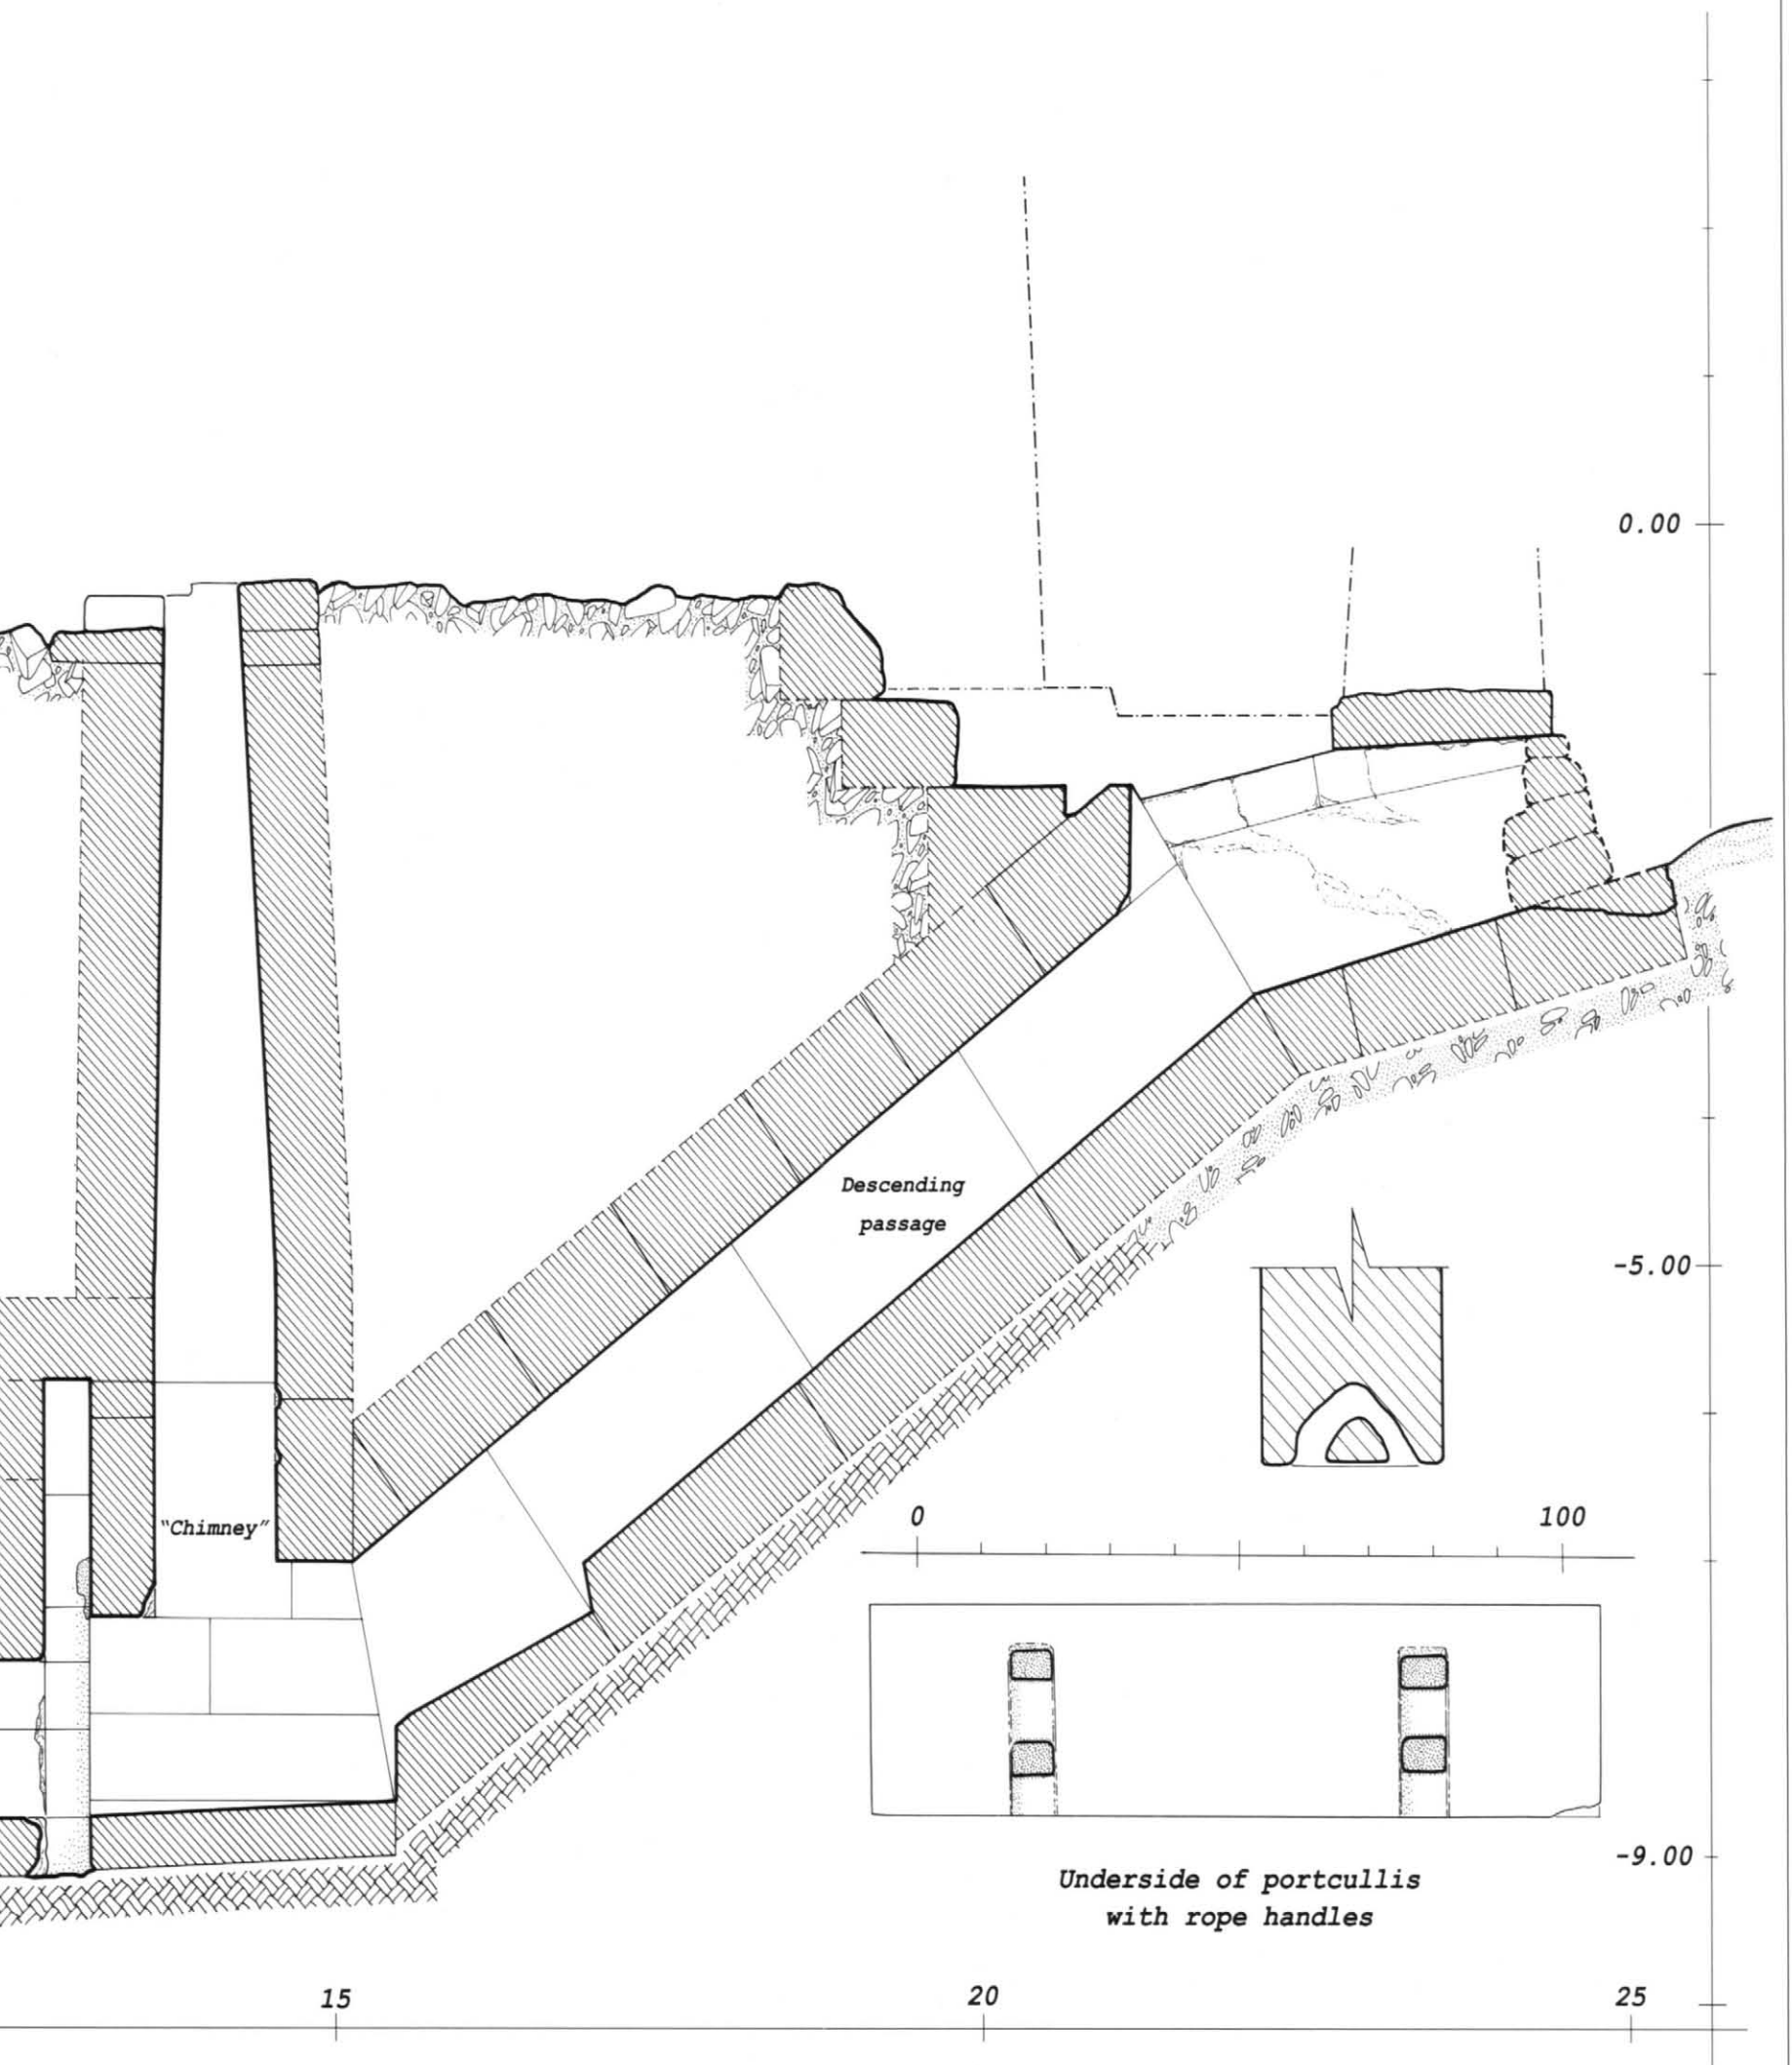 0.00
Descending
passage
-5.00
"Chimney"
0 100
-9.00
Underside of portcullis
with rope handles
15 20 25